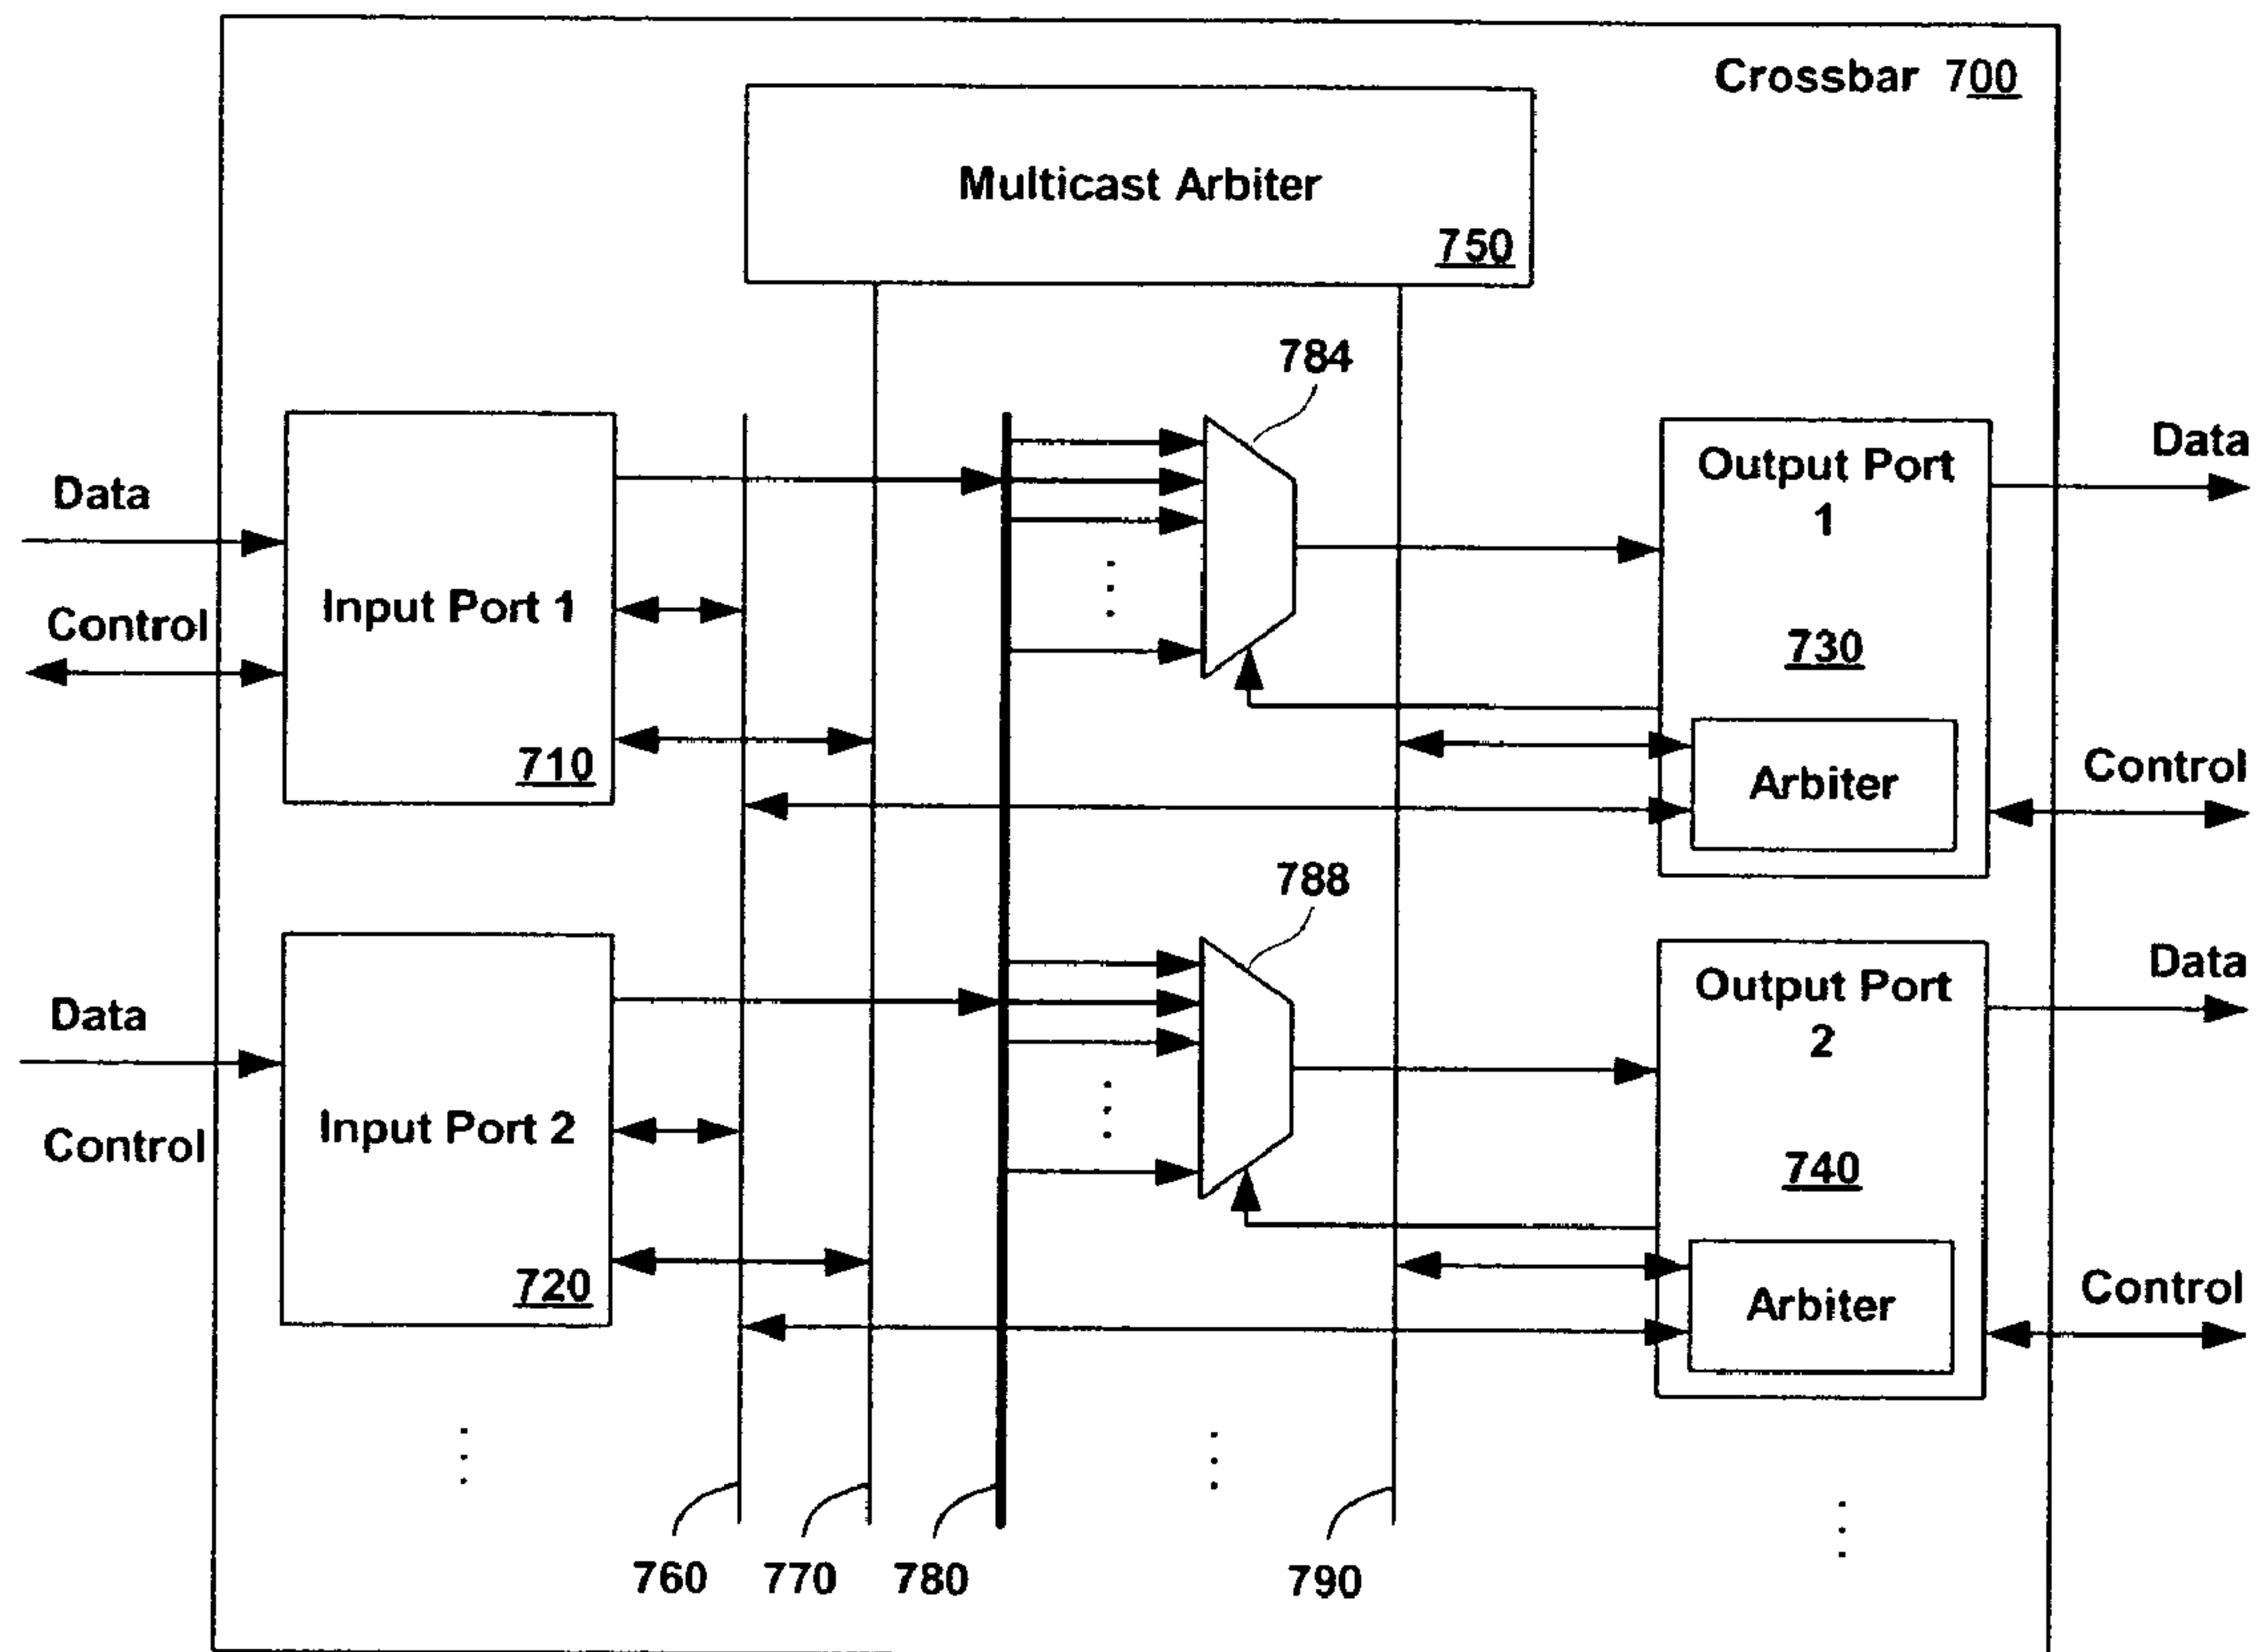 Crossbar 700
Multicast Arbiter
750
784
Data
Control
Input Port 1
710
Output Port
1
730
Arbiter
Data
Control
788
Data
Control
Input Port 2
720
Output Port
2
740
Arbiter
Data
Control
760
770
780
790